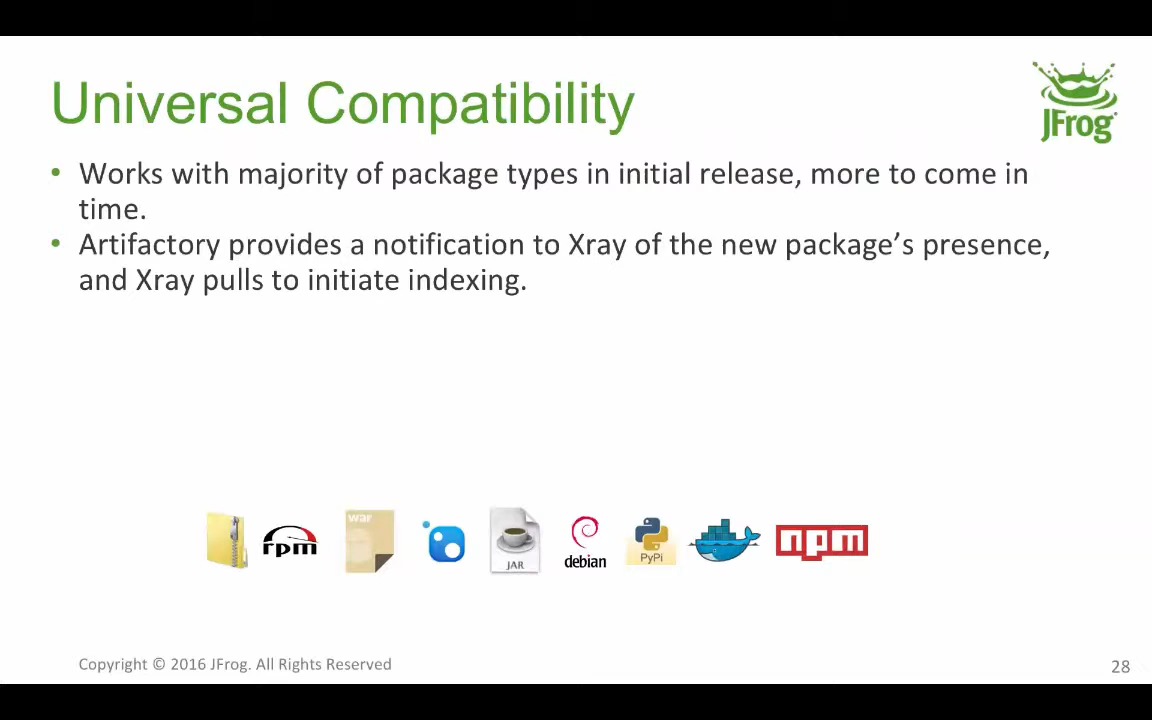 Universal Compatibility
JFrog
• Works with majority of package types in initial release, more to come in
time.
• Artifactory provides a notification to Xray of the new package’s presence,
and Xray pulls to initiate indexing.
rpm
war
JAR
debian
PyPi
npm
Copyright © 2016 JFrog. All Rights Reserved
28